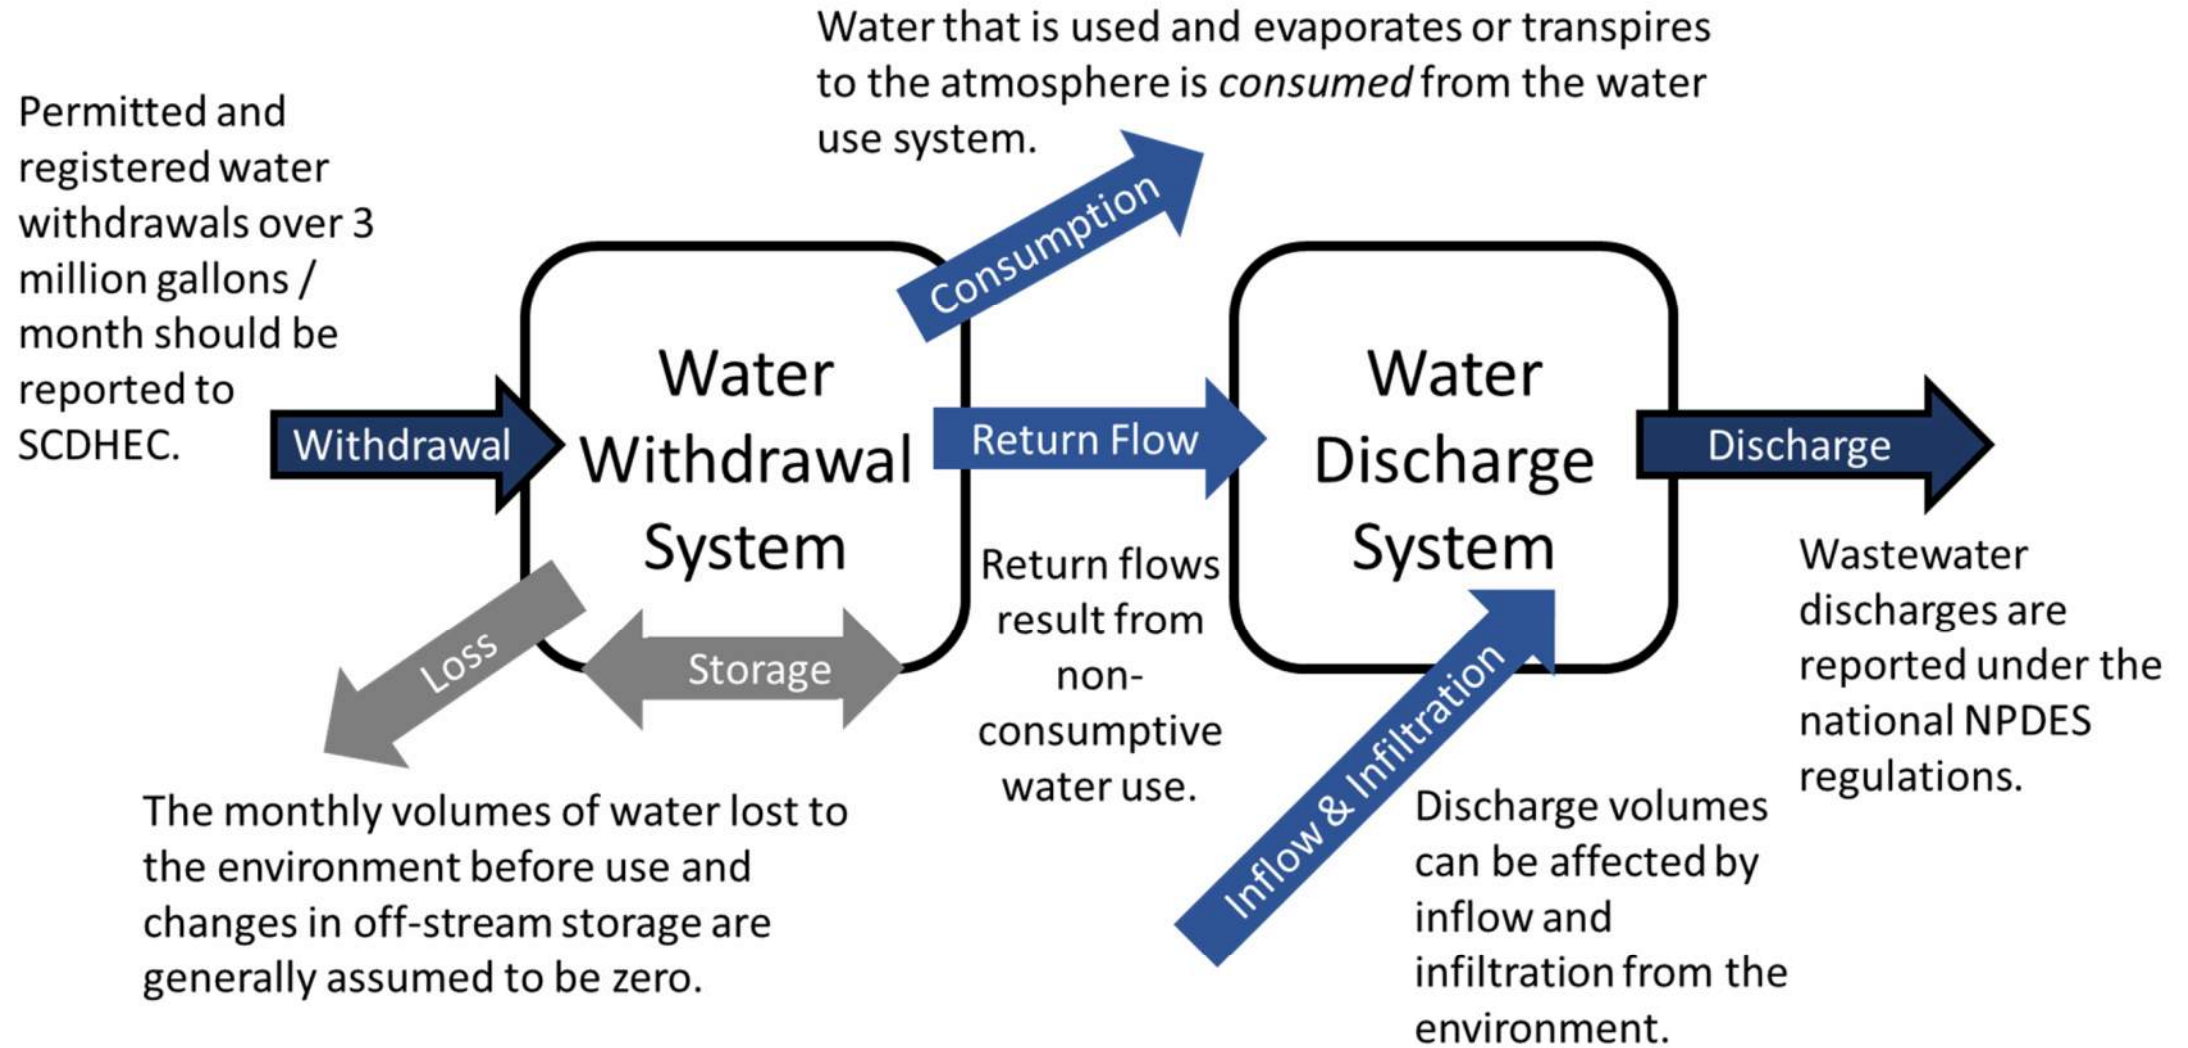 Water that is used and evaporates or transpires
to the atmosphere is consumed from the water
use system.
Permitted and
registered water
withdrawals over 3
million gallons /
month should be
reported to
SCDHEC.
Withdrawal
Water
Withdrawal
System
Consumption
Return Flow
Water
Discharge
System
Discharge
Loss
Storage
Return flows
result from
non-
consumptive
water use.
Inflow & Infiltration
Wastewater
discharges are
reported under the
national NPDES
regulations.
The monthly volumes of water lost to
the environment before use and
changes in off-stream storage are
generally assumed to be zero.
Discharge volumes
can be affected by
inflow and
infiltration from the
environment.